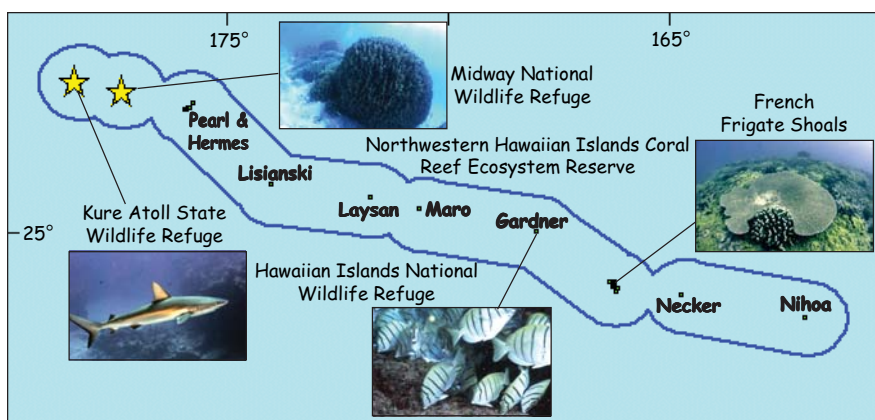 175°
165°
Midway National
Wildlife Refuge
French
Frigate Shoals
Pearl &
Hermes
Northwestern Hawaiian Islands Coral
Reef Ecosystem Reserve
Lisianski
Laysan
Maro
Gardner
Kure Atoll State
Wildlife Refuge
25°
Hawaiian Islands National
Wildlife Refuge
Necker
Nihoa